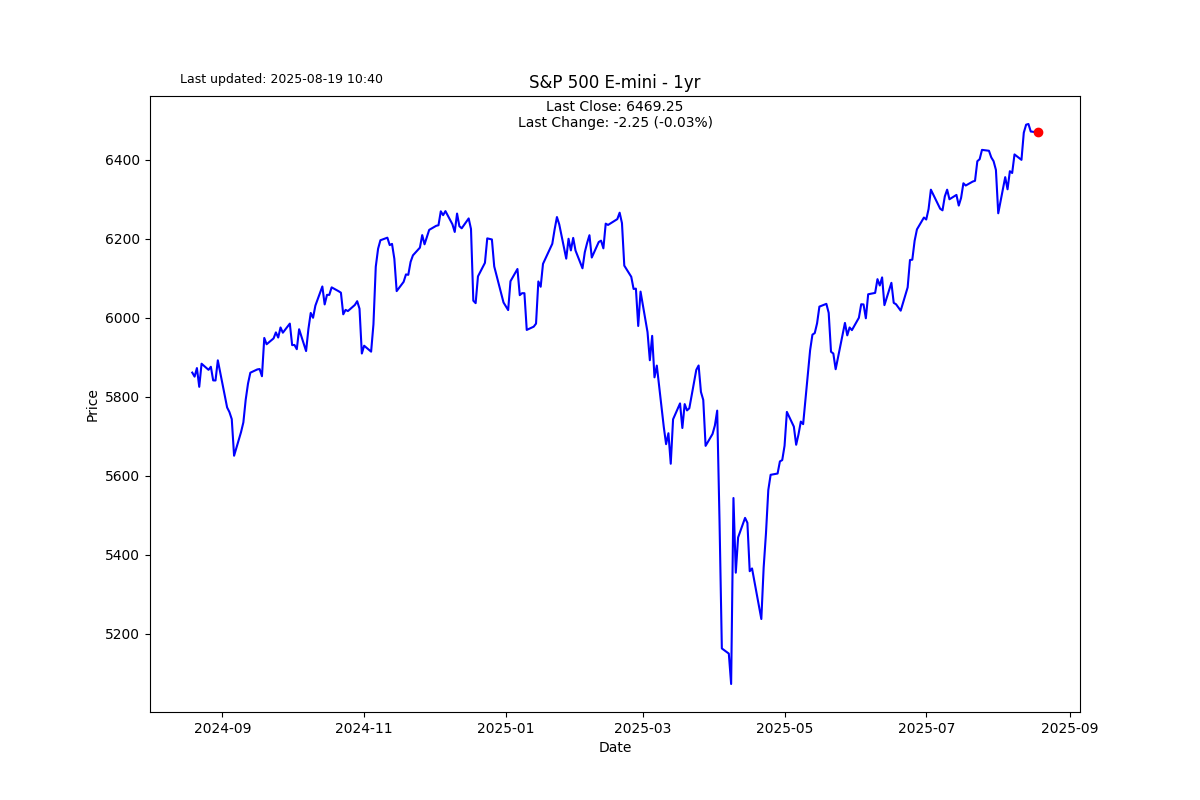 Last updated: 2025-08-19 10:40
S&P 500 E-mini - 1yr
Last Close: 6469.25
Last Change: -2.25 (-0.03%)
6400
6200
6000
5800
5600
5400
5200
Price
2024-09
2024-11
2025-01
2025-03
2025-05
2025-07
2025-09
Date